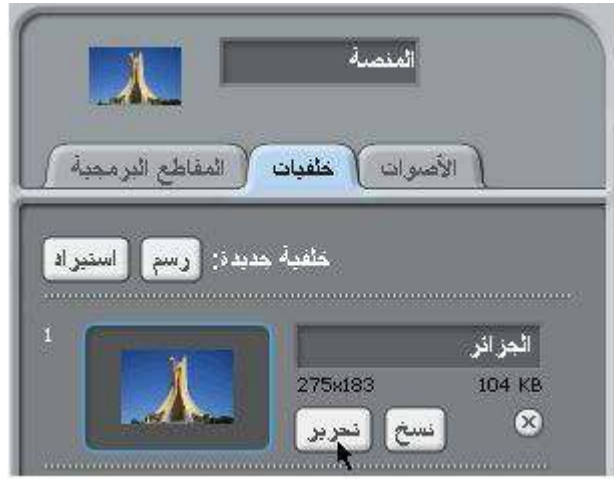 المنصة
الأصوات خلفيات المقاطع البرمجية
خلفية جديدة: رسم استيراد
1
الجزائر
275x183 104 KB
تحرير نسخ